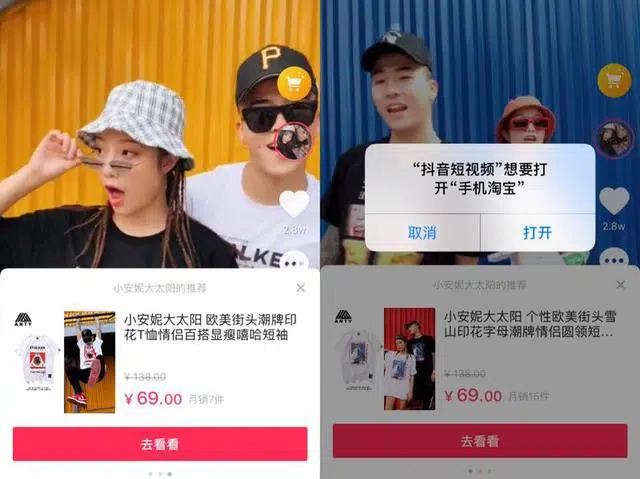 P
ALKE
2.8w
小安妮大太阳的推荐
×
ANTY
小安妮大太阳 欧美街头潮牌印
花T恤情侣百搭显瘦嘻哈短袖
¥ 138.00
¥ 69.00 月销7件
去看看
“抖音短视频”想要打
开“手机淘宝”
取消
打开
2.8w
小安妮大太阳的推荐
×
ANTY
小安妮大太阳 个性欧美街头雪
山印花字母潮牌情侣圆领短...
¥ 138.00
¥ 69.00 月销15件
去看看